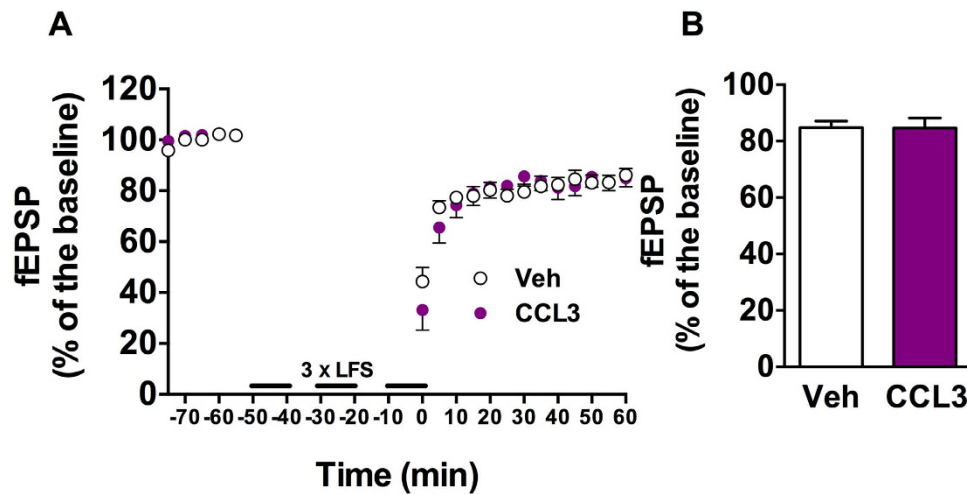 A
fEPSP
(% of the baseline)
120
100
80
60
40
20
0
3 x LFS
Veh
CCL3
-70 -60 -50 -40 -30 -20 -10 0 10 20 30 40 50 60
Time (min)
B
fEPSP
(% of the baseline)
100
80
60
40
20
0
Veh CCL3